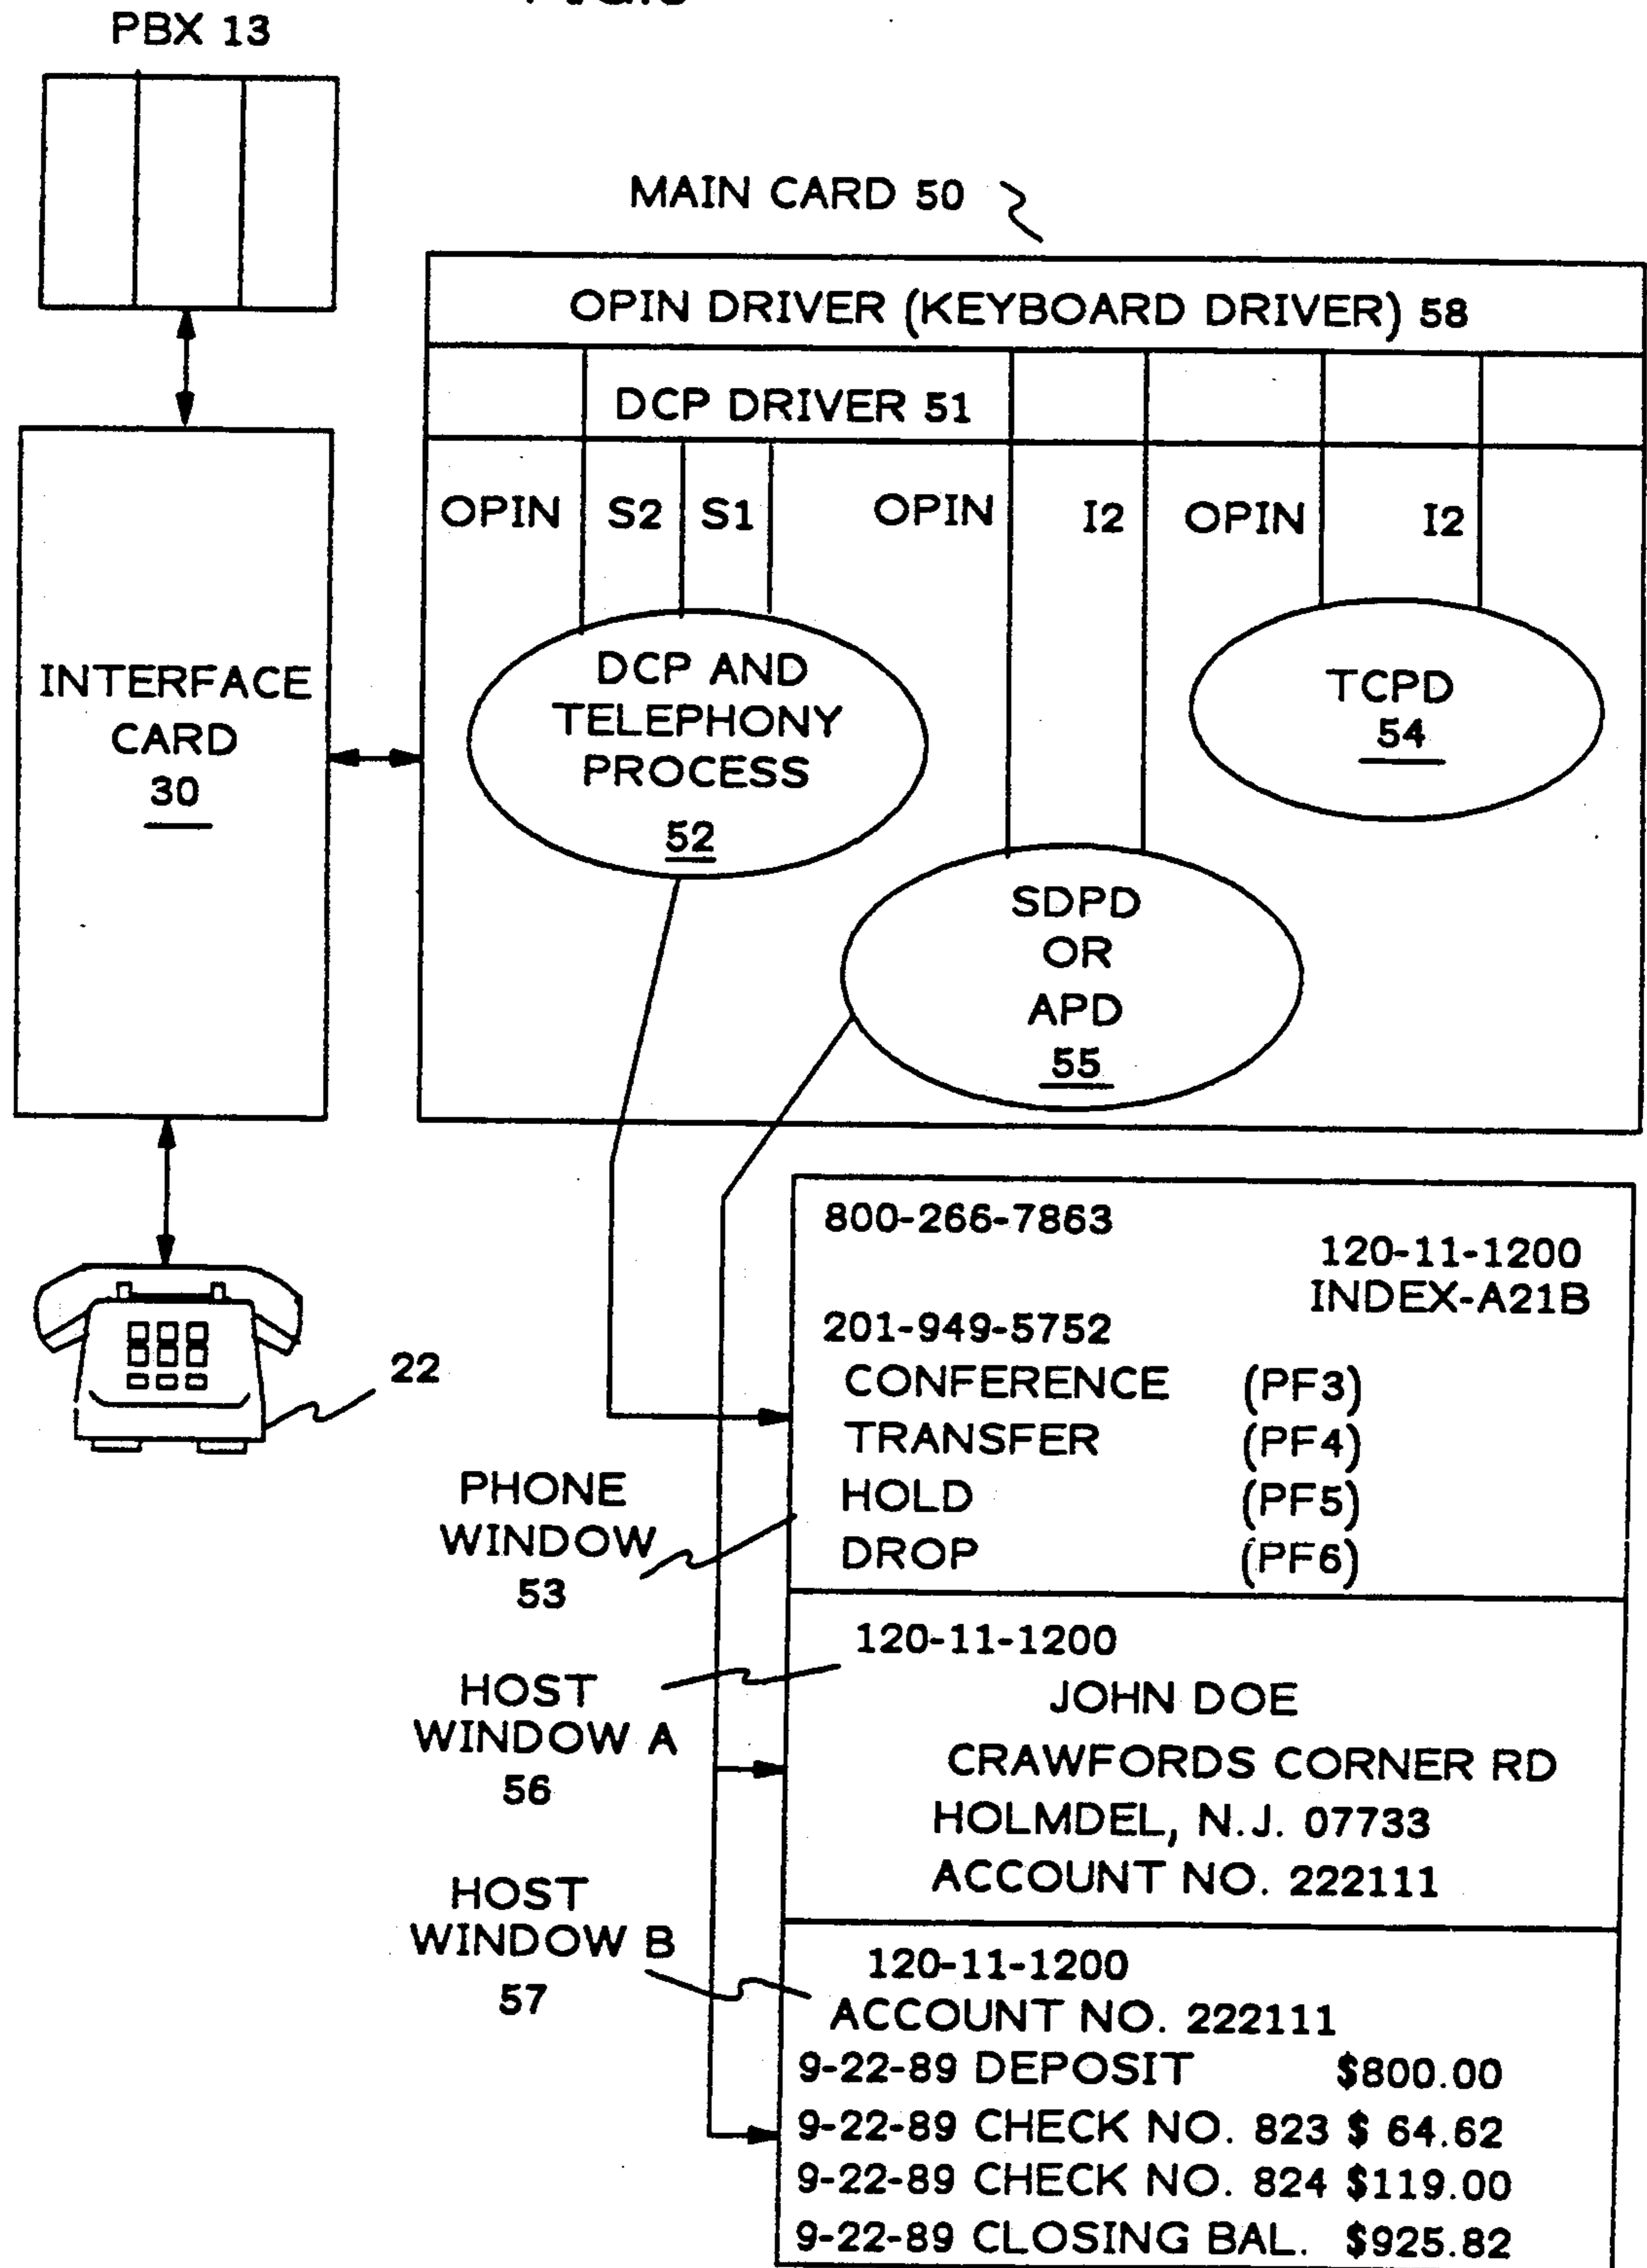 PBX 13
MAIN CARD 50
OPIN DRIVER (KEYBOARD DRIVER) 58
DCP DRIVER 51
OPIN S2 S1 OPIN I2 OPIN I2
INTERFACE
CARD
30
DCP AND
TELEPHONY
PROCESS
52
TCPD
54
SDPD
OR
APD
55
22
800-266-7863
120-11-1200
INDEX-A21B
201-949-5752
CONFERENCE (PF3)
TRANSFER (PF4)
HOLD (PF5)
DROP (PF6)
PHONE
WINDOW
53
120-11-1200
JOHN DOE
CRAWFORDS CORNER RD
HOLMDEL, N.J. 07733
ACCOUNT NO. 222111
HOST
WINDOW A
56
HOST
WINDOW B
57
120-11-1200
ACCOUNT NO. 222111
9-22-89 DEPOSIT $800.00
9-22-89 CHECK NO. 823 $ 64.62
9-22-89 CHECK NO. 824 $119.00
9-22-89 CLOSING BAL. $925.82